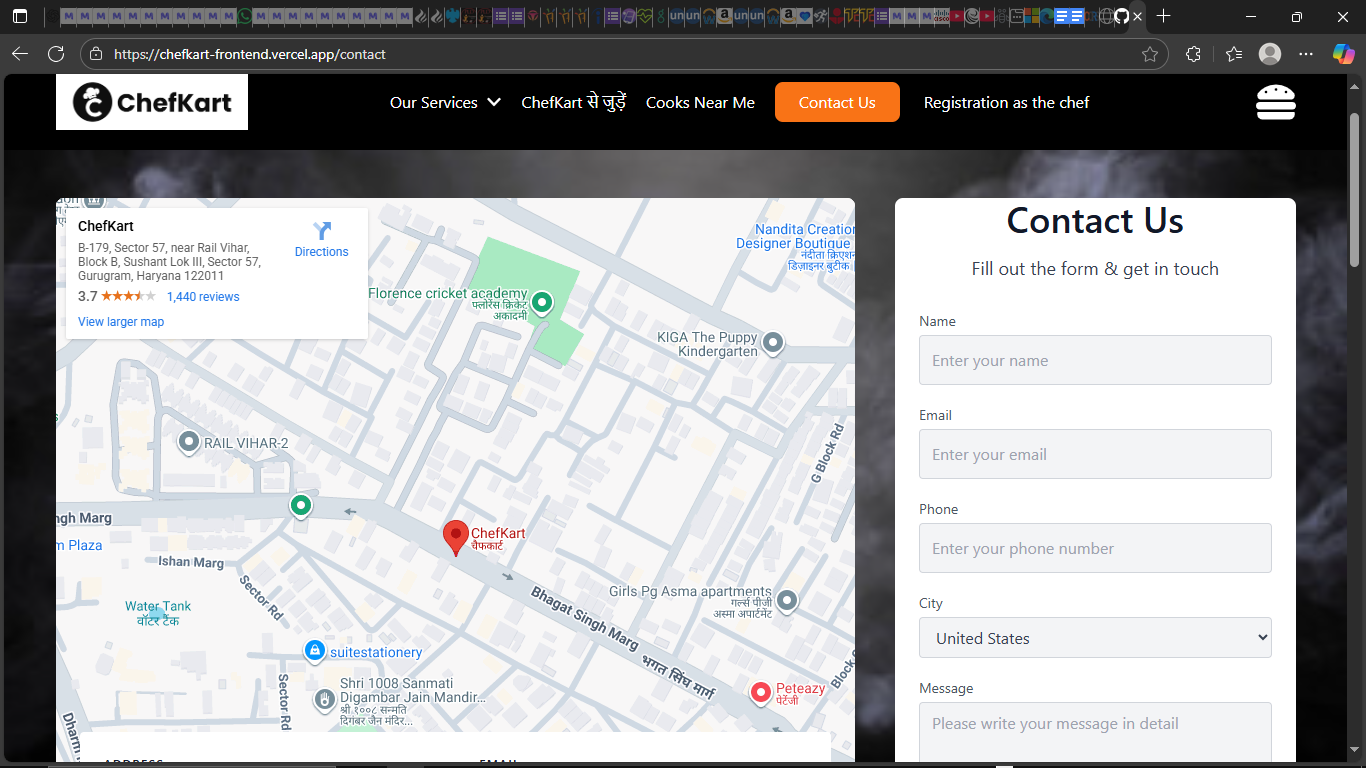 https://chefkart-frontend.vercel.app/contact
ChefKart
Our Services
ChefKart से जुड़ें
Cooks Near Me
Contact Us
Registration as the chef
ChefKart
B-179, Sector 57, near Rail Vihar,
Block B, Sushant Lok III, Sector 57,
Gurugram, Haryana 122011
3.7
1,440 reviews
View larger map
Directions
Nandita Creation
Designer Boutique
नंदीता क्रिएशन
डिज़ाइनर बुटीक
Florence cricket academy
फ्लोरेंस क्रिकेट
अकादमी
KIGA The Puppy
Kindergarten
RAIL VIHAR-2
G Block Rd
ngh Marg
m Plaza
Ishan Marg
Sector Rd
ChefKart
चैफकार्ट
Water Tank
वॉटर टैंक
Bhagat Singh Marg
भगत सिंघ मार्ग
Girls Pg Asma apartments
गर्ल्स पीजी
अस्मा अपार्टमेंट
Block
suitestationery
Shri 1008 Sanmati
Digambar Jain Mandir...
श्री १००८ सन्मति
दिगंबर जैन मंदिर...
Sector Rd
Dharm
Peteazy
पेटेंजी
ADDRESS
EMAIL
Contact Us
Fill out the form & get in touch
Name
Enter your name
Email
Enter your email
Phone
Enter your phone number
City
United States
Message
Please write your message in detail